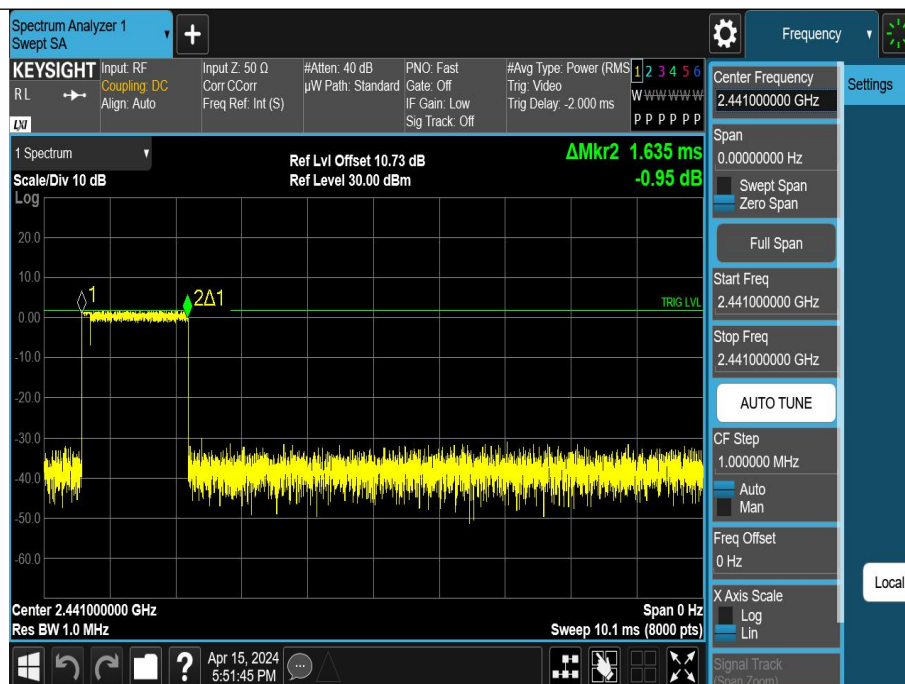 Spectrum Analyzer 1
Swept SA
Frequency
KEYSIGHT
RL
LXI
Input: RF
Coupling: DC
Align: Auto
Input Z: 50 Ω
Corr CCorr
Freq Ref: Int (S)
#Atten: 40 dB
µW Path: Standard
PNO: Fast
Gate: Off
IF Gain: Low
Sig Track: Off
#Avg Type: Power (RMS
Trig: Video
Trig Delay: -2.000 ms
1 2 3 4 5 6
W W W W W W
P P P P P P
1 Spectrum
Scale/Div 10 dB
Log
Ref Lvl Offset 10.73 dB
Ref Level 30.00 dBm
ΔMkr2 1.635 ms
-0.95 dB
20.0
10.0
0.00
-10.0
-20.0
-30.0
-40.0
-50.0
-60.0
1
2Δ1
TRIG LVL
Center 2.441000000 GHz
Res BW 1.0 MHz
Span 0 Hz
Sweep 10.1 ms (8000 pts)
Apr 15, 2024
5:51:45 PM
Center Frequency
2.441000000 GHz
Settings
Span
0.00000000 Hz
Swept Span
Zero Span
Full Span
Start Freq
2.441000000 GHz
Stop Freq
2.441000000 GHz
AUTO TUNE
CF Step
1.000000 MHz
Auto
Man
Freq Offset
0 Hz
Local
X Axis Scale
Log
Lin
Signal Track
(Span Zoom)